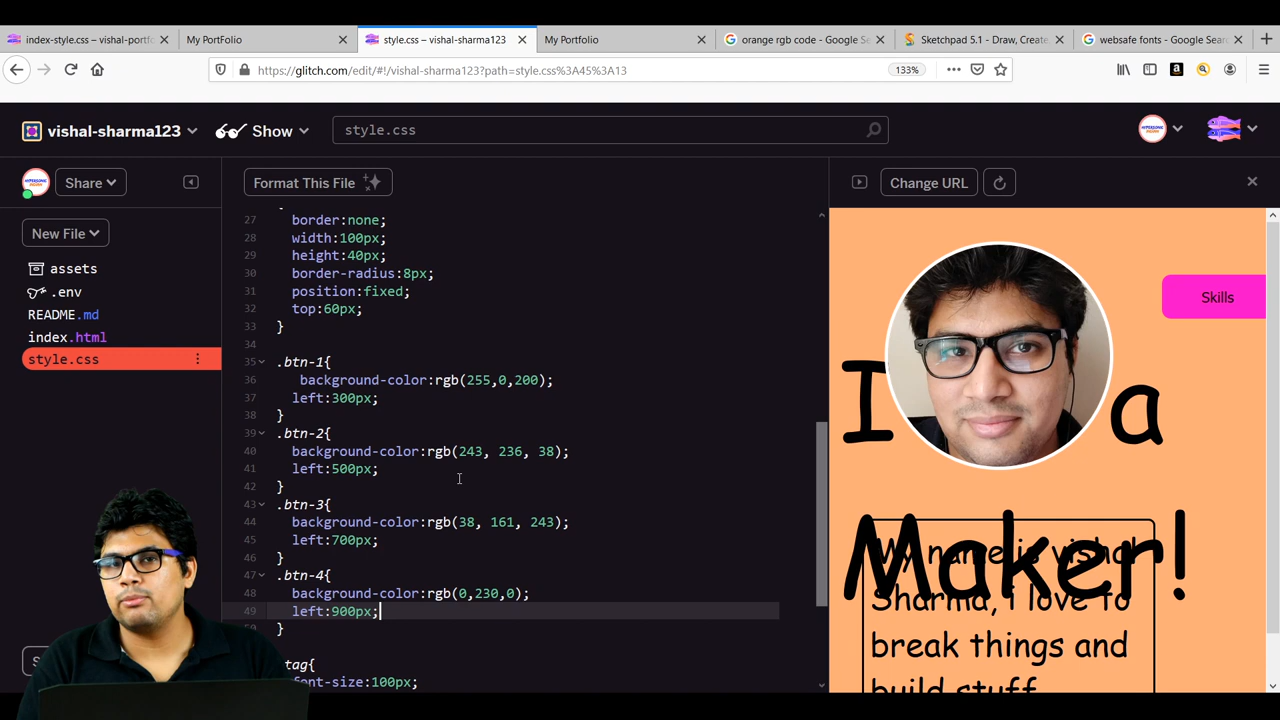 index-style.css – vishal-portfo
My PortFolio
style.css – vishal-sharma123
My Portfolio
orange rgb code - Google Se
Sketchpad 5.1 - Draw, Create
websafe fonts - Google Sear
https://glitch.com/edit/#!/vishal-sharma123?path=style.css%3A45%3A13
133%
vishal-sharma123
Show
style.css
Share
Format This File
Change URL
New File
assets
.env
README.md
index.html
style.css
27 border:none;
28 width:100px;
29 height:40px;
30 border-radius:8px;
31 position:fixed;
32 top:60px;
33 }
34
35 .btn-1{
36 background-color:rgb(255,0,200);
37 left:300px;
38 }
39 .btn-2{
40 background-color:rgb(243, 236, 38);
41 left:500px;
42 }
43 .btn-3{
44 background-color:rgb(38, 161, 243);
45 left:700px;
46 }
47 .btn-4{
48 background-color:rgb(0,230,0);
49 left:900px;
}
tag{
font-size:100px;
Skills
I a
Maker!
My name is vishal
Sharma, i love to
break things and
build stuff